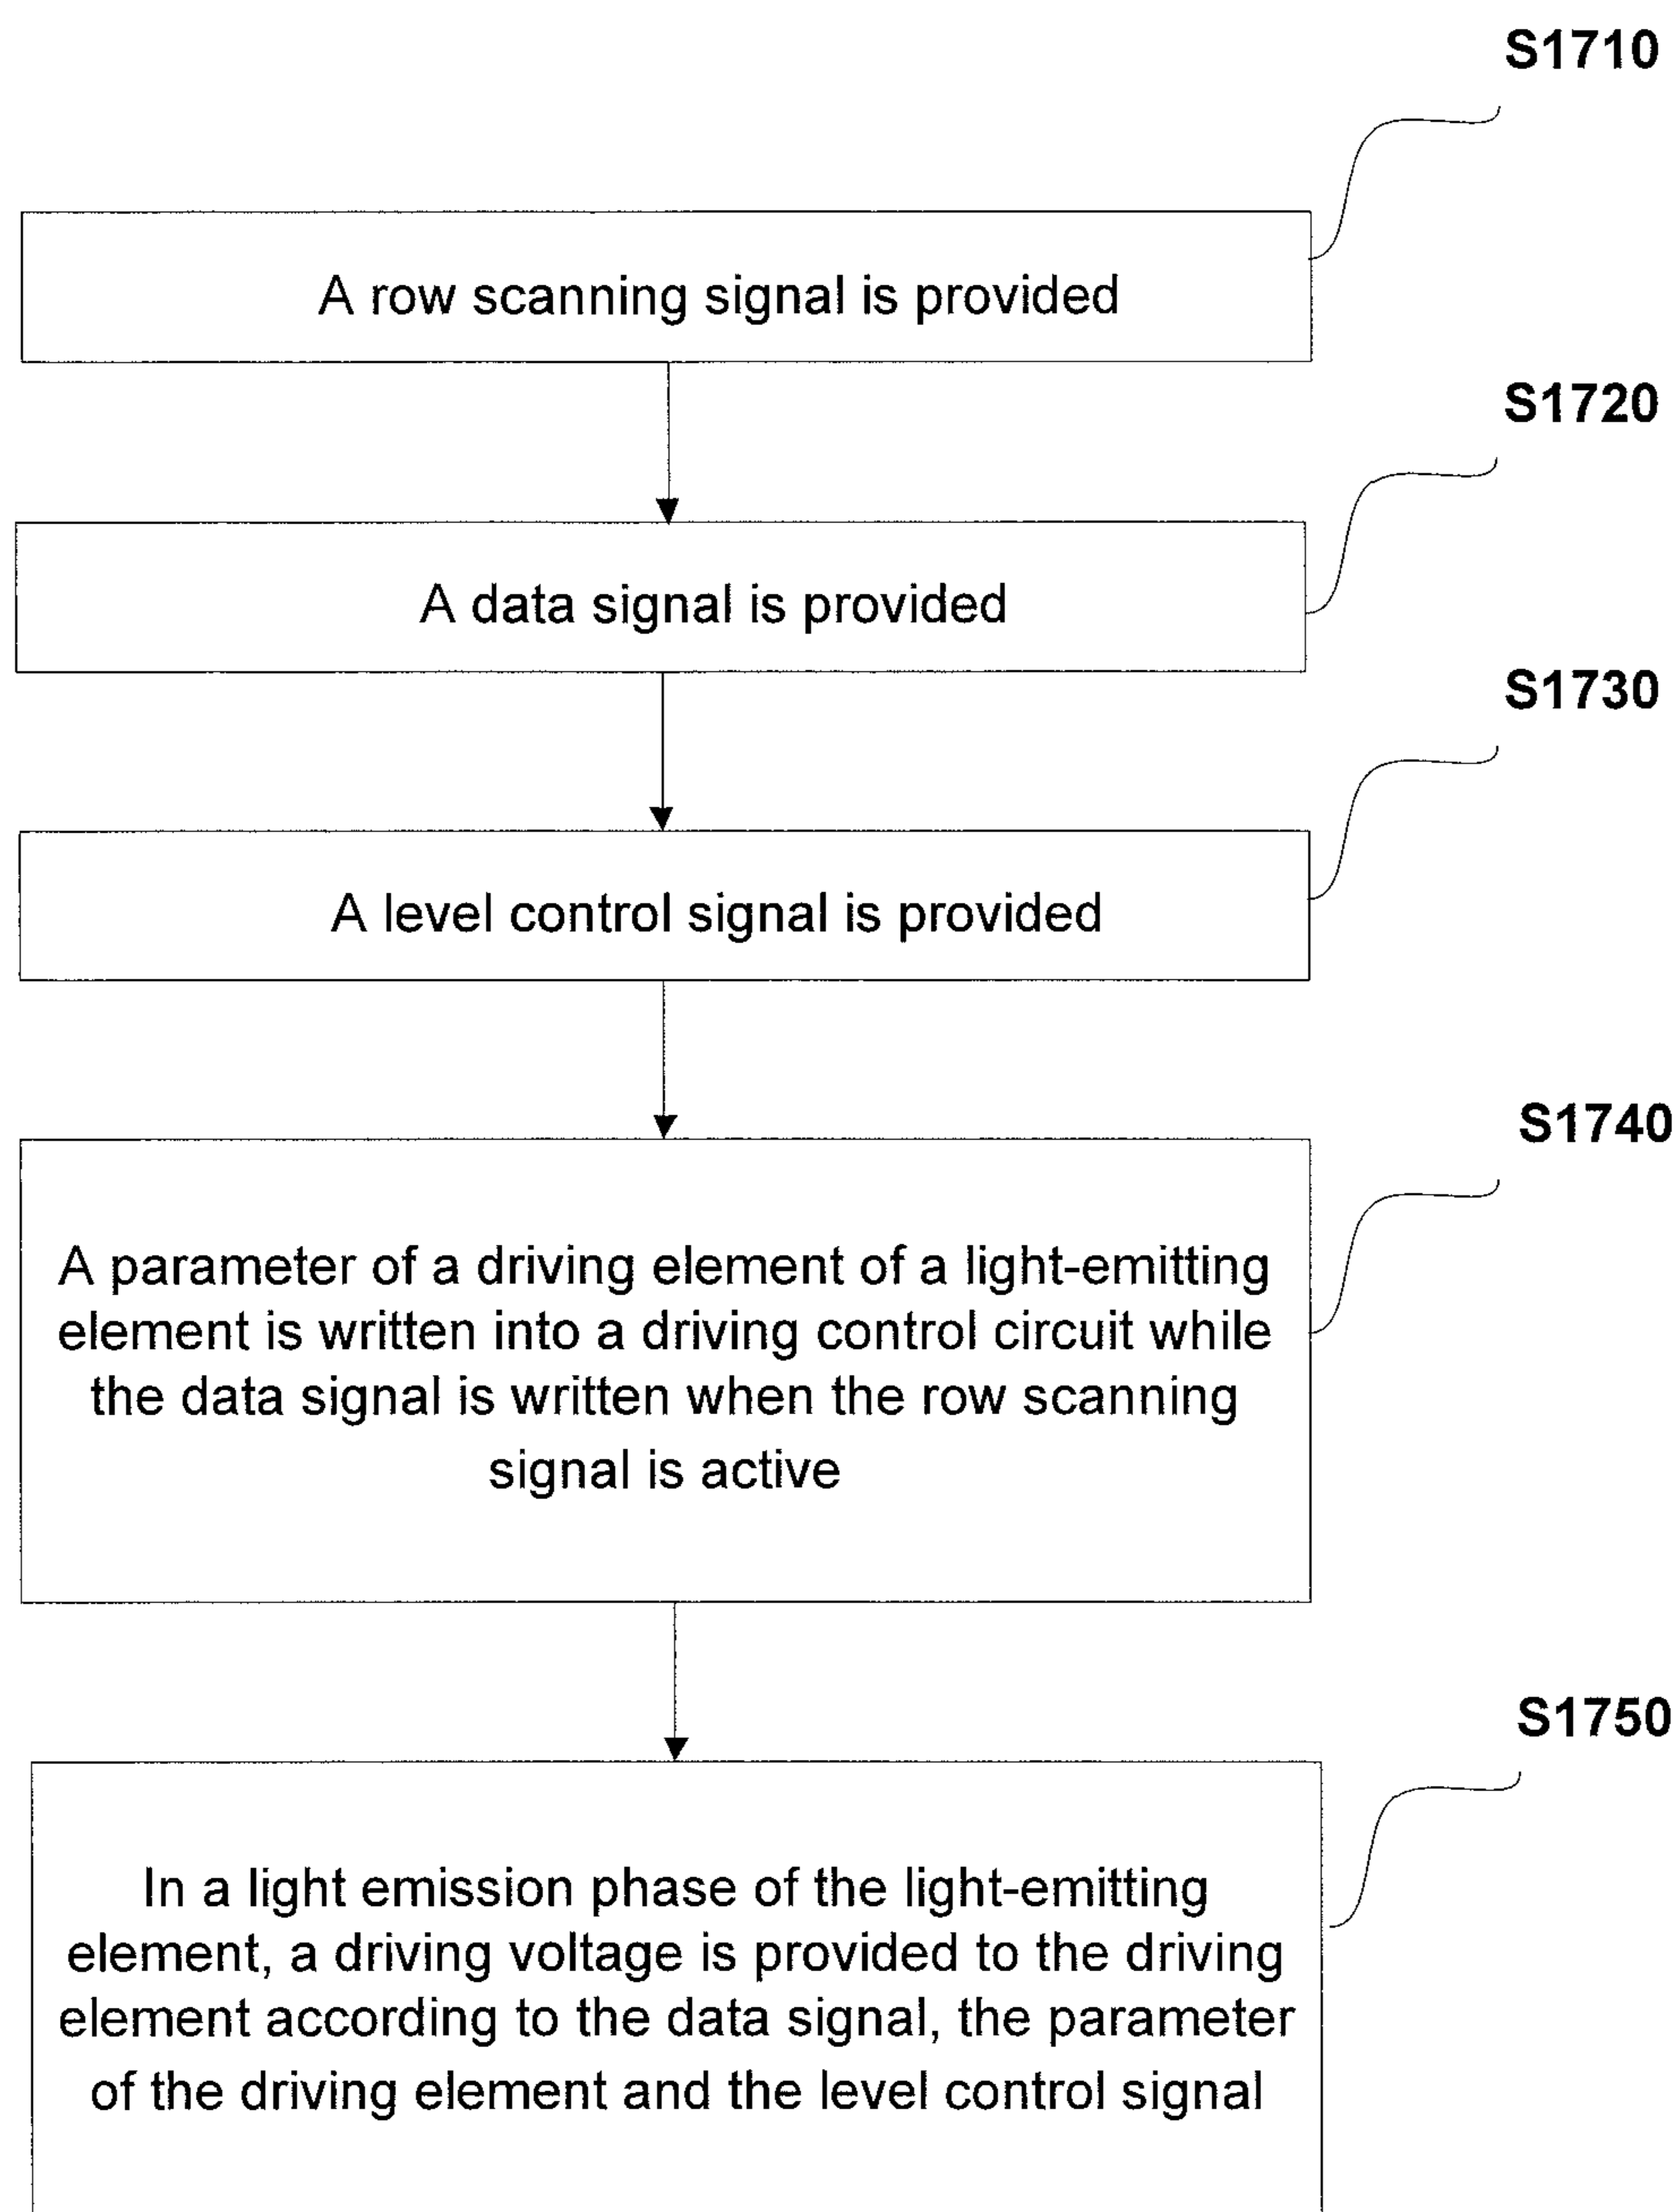 S1710
A row scanning signal is provided
S1720
A data signal is provided
S1730
A level control signal is provided
S1740
A parameter of a driving element of a light-emitting
element is written into a driving control circuit while
the data signal is written when the row scanning
signal is active
S1750
In a light emission phase of the light-emitting
element, a driving voltage is provided to the driving
element according to the data signal, the parameter
of the driving element and the level control signal